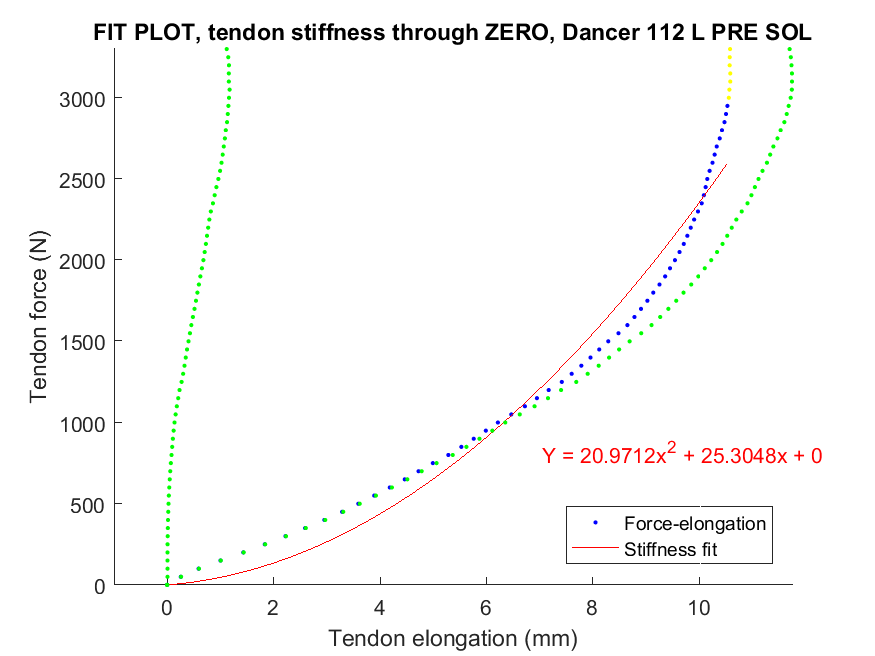 FIT PLOT, tendon stiffness through ZERO, Dancer 112 L PRE SOL
3000
2500
2000
1500
1000
500
0
Tendon force (N)
Y = 20.9712x² + 25.3048x + 0
Force-elongation
Stiffness fit
0 2 4 6 8 10
Tendon elongation (mm)